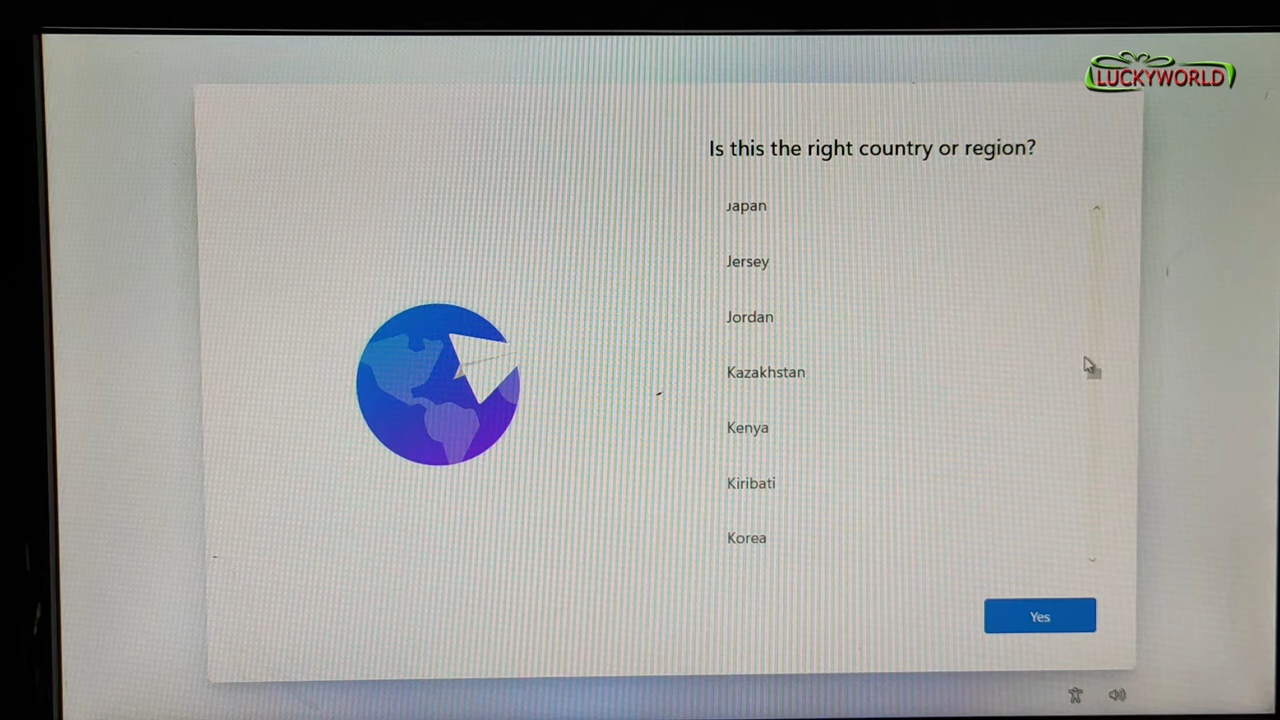 LUCKYWORLD
Is this the right country or region?
Japan
Jersey
Jordan
Kazakhstan
Kenya
Kiribati
Korea
Yes